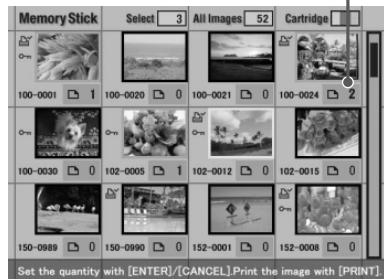 Memory Stick Select 3 All Images 52 Cartridge
100-0001 1 100-0020 0 100-0021 0 100-0024 2
100-0030 0 102-0005 1 102-0012 0 102-0015 0
150-0989 0 150-0990 0 152-0001 0 152-0008 0
Set the quantity with [ENTER]/[CANCEL].Print the image with [PRINT].